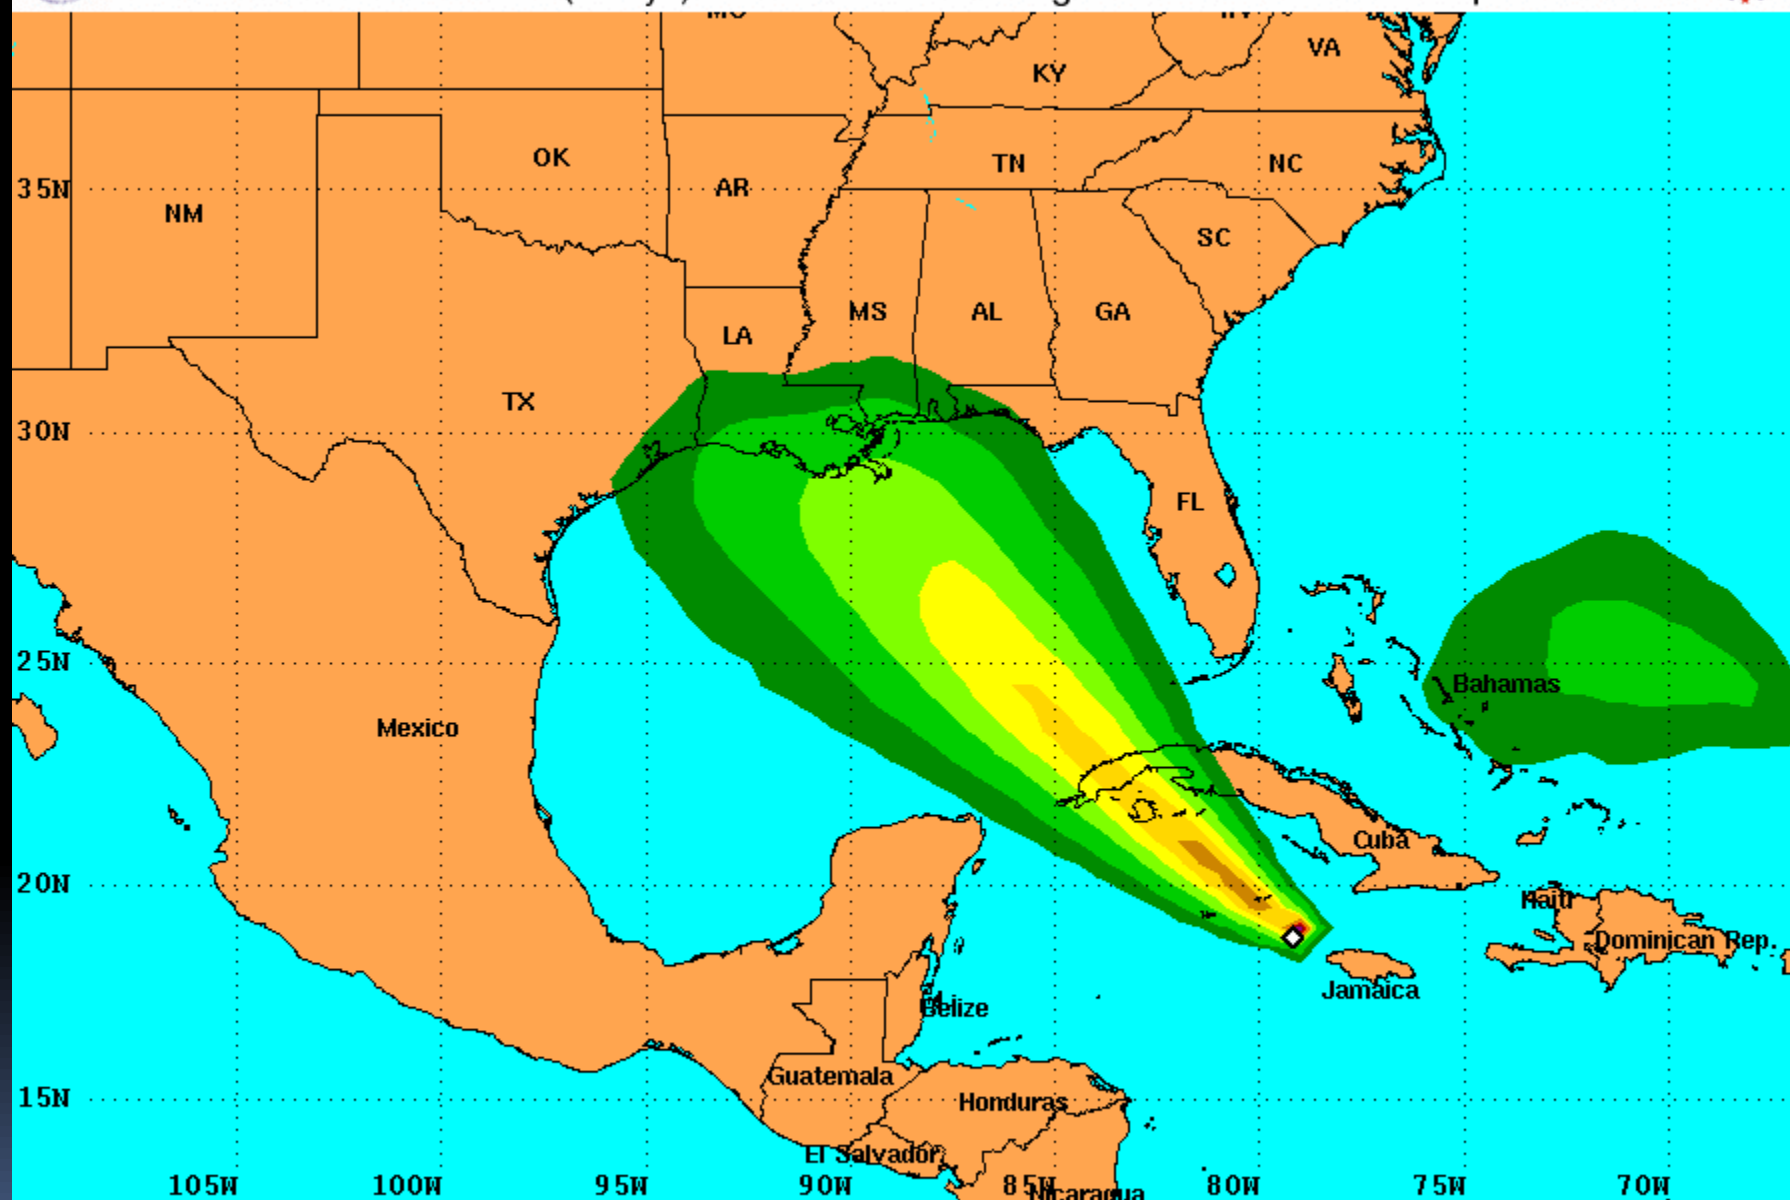 VA
KY
OK
TN
NC
35N
AR
NM
SC
MS
AL
GA
LA
TX
30N
FL
25N
Bahamas
Mexico
Cuba
20N
Haiti
Dominican Rep.
Jamaica
Belize
Guatemala
15N
Honduras
El Salvador
105W 100W 95W 90W 85W 80W 75W 70W
Nicaragua